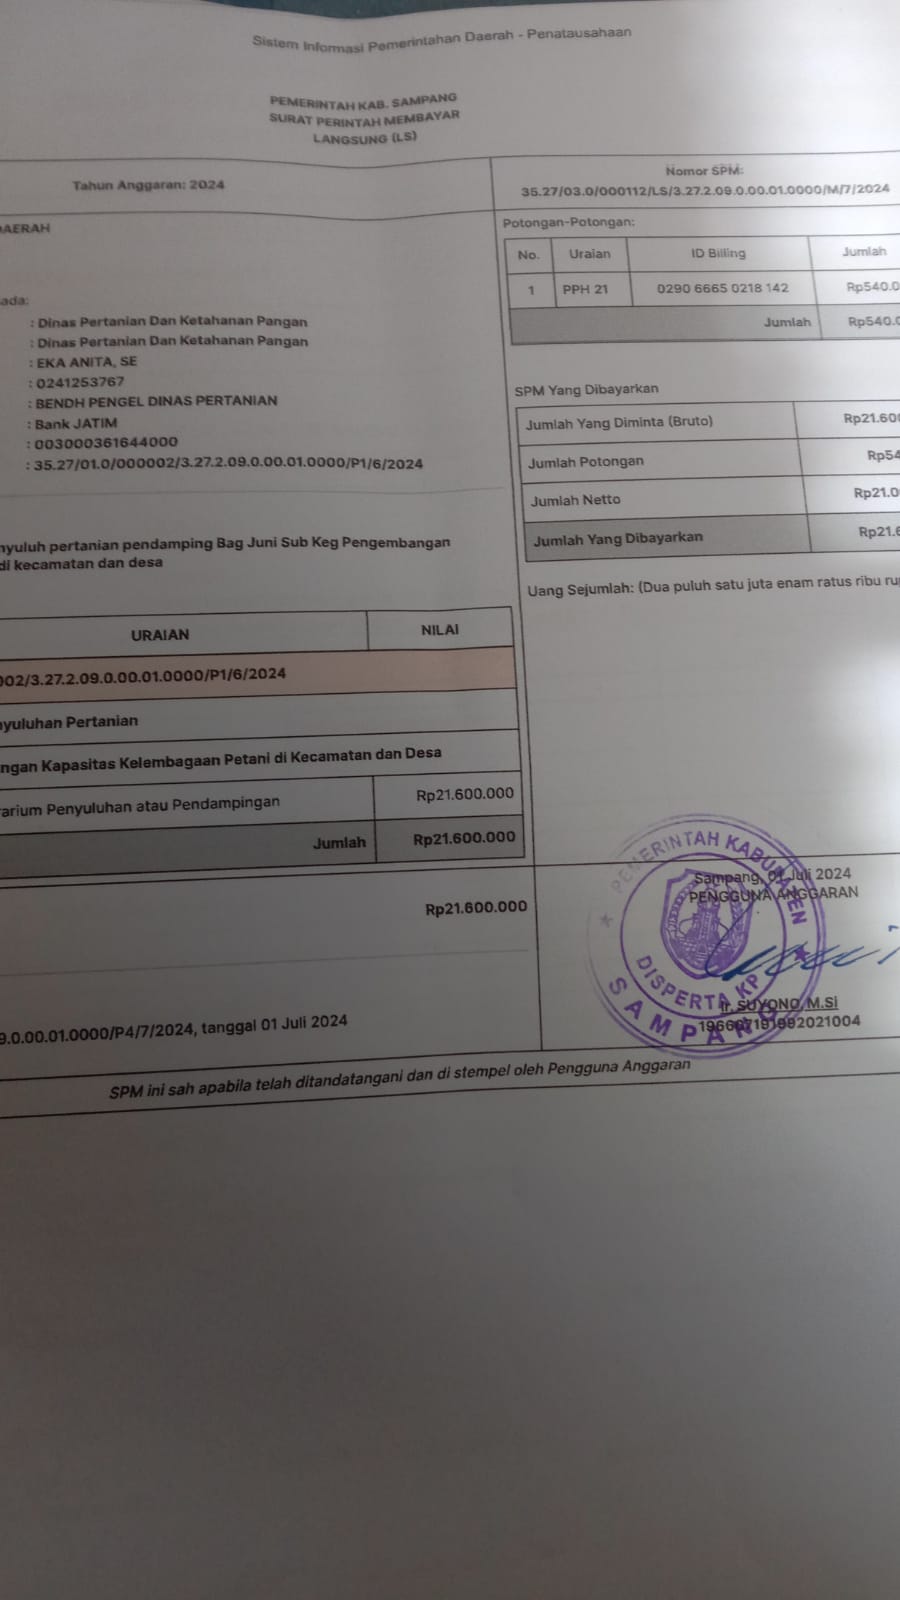 Sistem Informasi Pemerintahan Daerah - Penatausahaan
PEMERINTAH KAB. SAMPANG
SURAT PERINTAH MEMBAYAR
LANGSUNG (LS)
Tahun Anggaran: 2024
Nomor SPM:
35.27/03.0/000112/LS/3.27.2.09.0.00.01.0000/M/7/2024
DAERAH
ada:
: Dinas Pertanian Dan Ketahanan Pangan
: Dinas Pertanian Dan Ketahanan Pangan
: EKA ANITA, SE
: 0241253767
: BENDH PENGEL DINAS PERTANIAN
: Bank JATIM
: 003000361644000
: 35.27/01.0/000002/3.27.2.09.0.00.01.0000/P1/6/2024
nyuluh pertanian pendamping Bag Juni Sub Keg Pengembangan
di kecamatan dan desa
URAIAN NILAI
002/3.27.2.09.0.00.01.0000/P1/6/2024
nyuluhan Pertanian
ngan Kapasitas Kelembagaan Petani di Kecamatan dan Desa
arium Penyuluhan atau Pendampingan Rp21.600.000
Jumlah Rp21.600.000
Rp21.600.000
9.0.00.01.0000/P4/7/2024, tanggal 01 Juli 2024
Potongan-Potongan:
No. Uraian ID Billing Jumlah
1 PPH 21 0290 6665 0218 142 Rp540.0
Jumlah Rp540.0
SPM Yang Dibayarkan
Jumlah Yang Diminta (Bruto) Rp21.600
Jumlah Potongan Rp54
Jumlah Netto Rp21.0
Jumlah Yang Dibayarkan Rp21.6
Uang Sejumlah: (Dua puluh satu juta enam ratus ribu ru
Sampang, 01 Juli 2024
PENGGUNA ANGGARAN
PEMERINTAH KABUPATEN
DISPERTA KP
SAMPANG
Ir. SUYONO, M.Si
196607191992021004
SPM ini sah apabila telah ditandatangani dan di stempel oleh Pengguna Anggaran